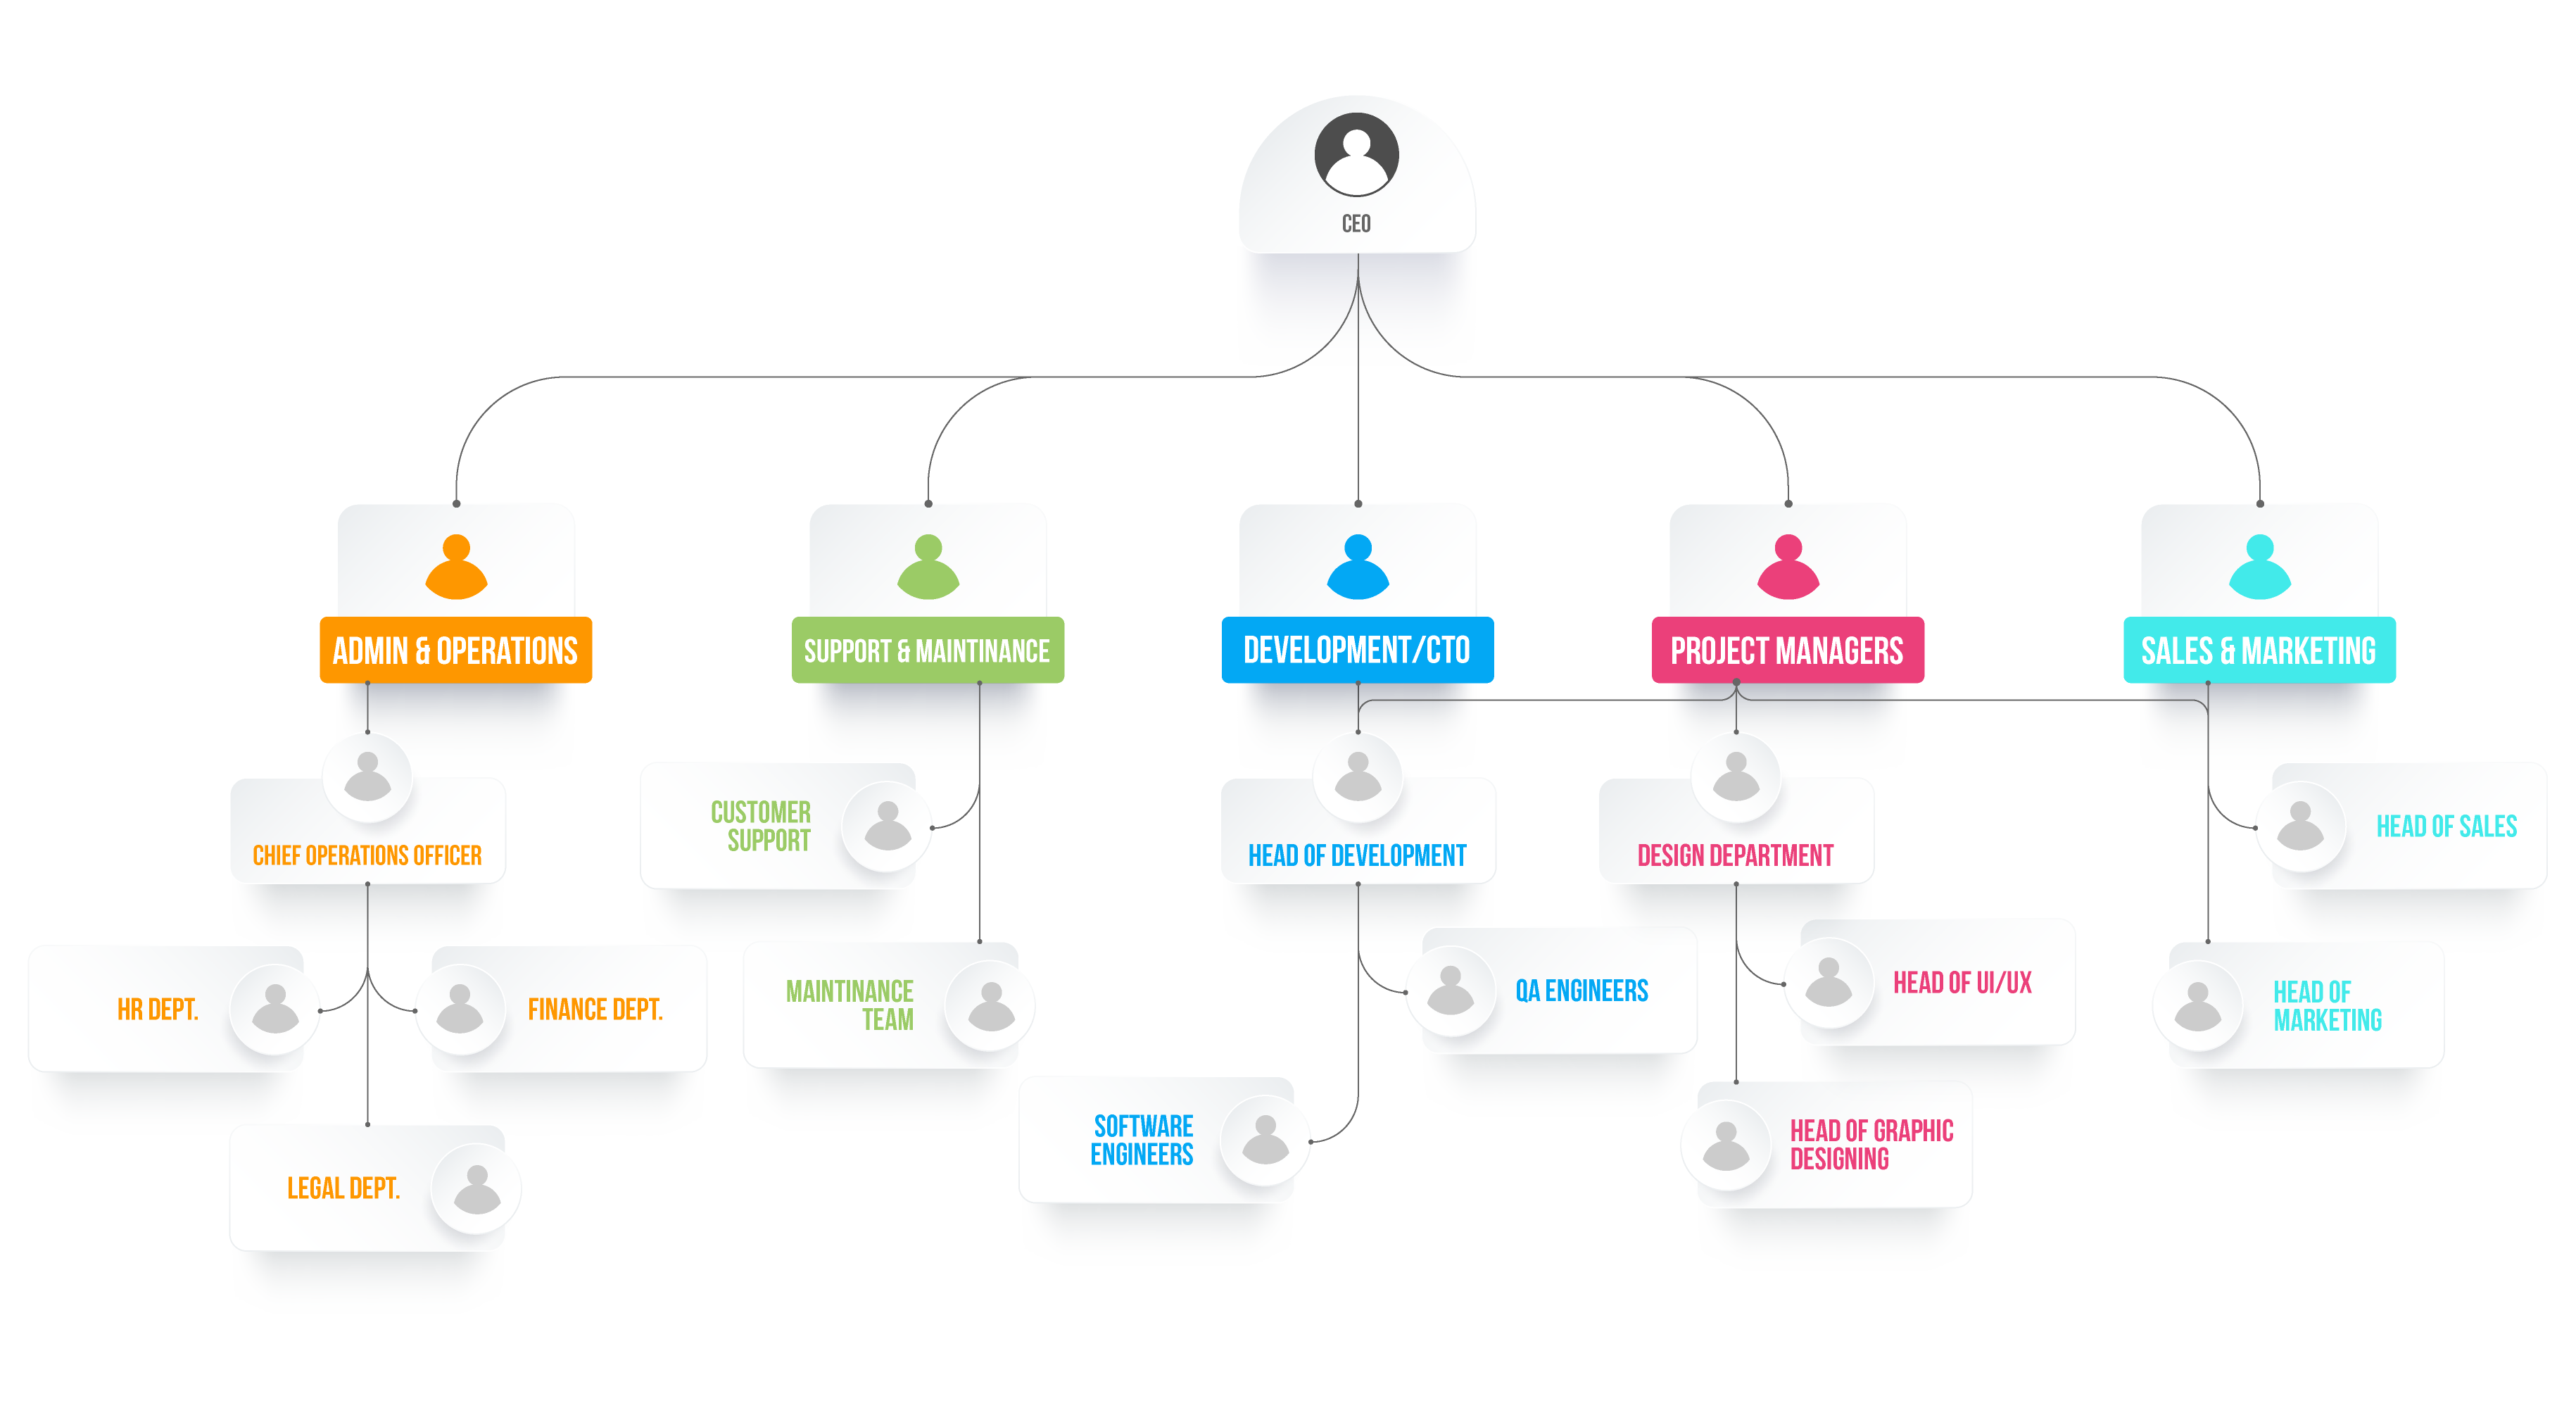 CEO
ADMIN & OPERATIONS
SUPPORT & MAINTINANCE
DEVELOPMENT/CTO
PROJECT MANAGERS
SALES & MARKETING
CHIEF OPERATIONS OFFICER
HR DEPT.
FINANCE DEPT.
LEGAL DEPT.
CUSTOMER
SUPPORT
MAINTINANCE
TEAM
HEAD OF DEVELOPMENT
QA ENGINEERS
SOFTWARE
ENGINEERS
DESIGN DEPARTMENT
HEAD OF UI/UX
HEAD OF GRAPHIC
DESIGNING
HEAD OF SALES
HEAD OF
MARKETING